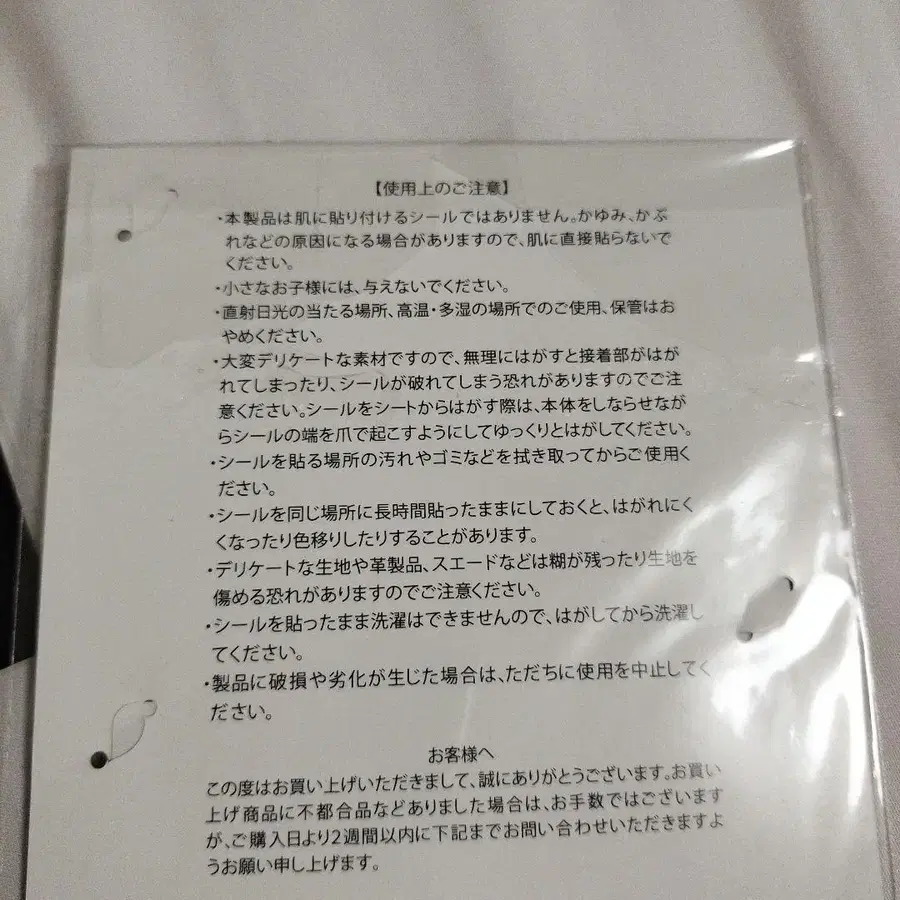 【使用上のご注意】
・本製品は肌に貼り付けるシールではありません。かゆみ、かぶ
れなどの原因になる場合がありますので、肌に直接貼らないで
ください。
・小さなお子様には、与えないでください。
・直射日光の当たる場所、高温・多湿の場所でのご使用、保管はお
やめください。
・大変デリケートな素材ですので、無理にはがすと接着部がはが
れてしまったり、シールが破れてしまう恐れがありますのでご注
意ください。シールをシートからはがす際は、本体をしならせなが
らシールの端を爪で起こすようにしてゆっくりとはがしてください。
・シールを貼る場所の汚れやゴミなどを拭き取ってからご使用く
ださい。
・シールを同じ場所に長時間貼ったままにしておくと、はがれにく
くなったり色移りしたりすることがあります。
・デリケートな生地や革製品、スエードなどは糊が残ったり生地を
傷める恐れがありますのでご注意ください。
・シールを貼ったまま洗濯はできませんので、はがしてから洗濯し
てください。
・製品に破損や劣化が生じた場合は、ただちに使用を中止してく
ださい。
お客様へ
この度はお買い上げいただきまして、誠にありがとうございます。お買い
上げ商品に不都合品などありました場合は、お手数ではございます
が、ご購入日より2週間以内に下記までお問い合わせいただきますよ
うお願い申し上げます。